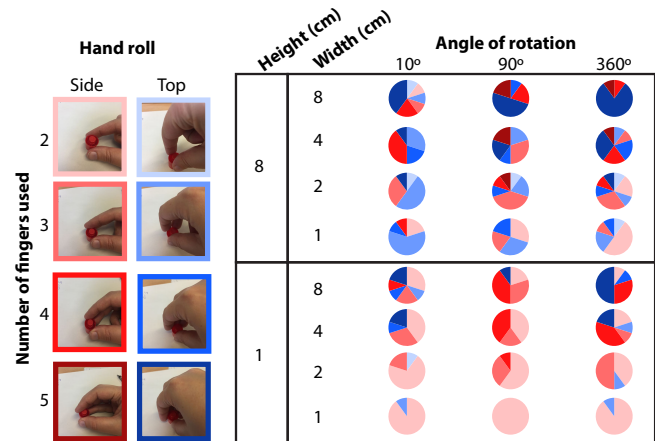 Hand roll
Side Top
Number of fingers used
2
3
4
5
Height (cm)
Width (cm)
Angle of rotation
10º 90º 360º
8
8
4
2
1
1
8
4
2
1